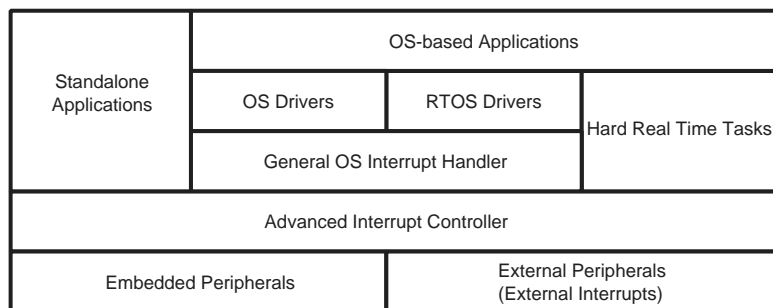 OS-based Applications
Standalone
Applications
OS Drivers
RTOS Drivers
Hard Real Time Tasks
General OS Interrupt Handler
Advanced Interrupt Controller
Embedded Peripherals
External Peripherals
(External Interrupts)